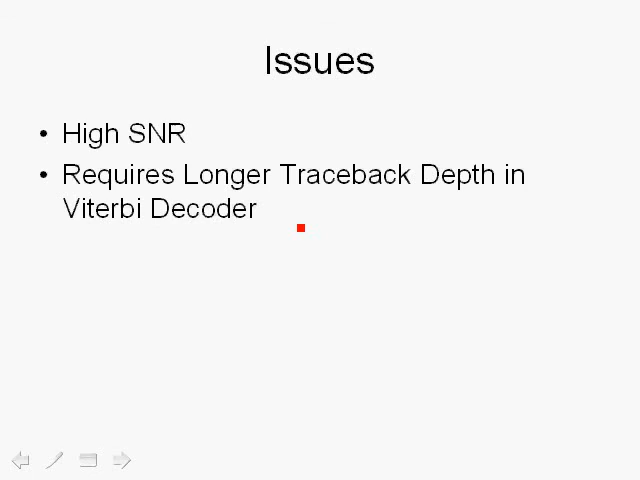 Issues
• High SNR
• Requires Longer Traceback Depth in
Viterbi Decoder